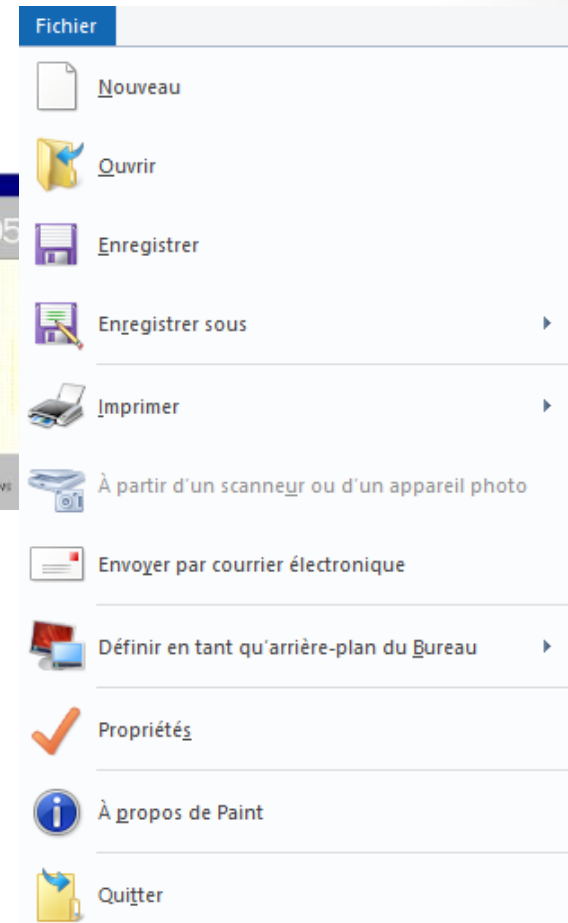 Fichier
Nouveau
Ouvrir
Enregistrer
Enregistrer sous
Imprimer
À partir d'un scanneur ou d'un appareil photo
Envoyer par courrier électronique
Définir en tant qu'arrière-plan du Bureau
Propriétés
À propos de Paint
Quitter